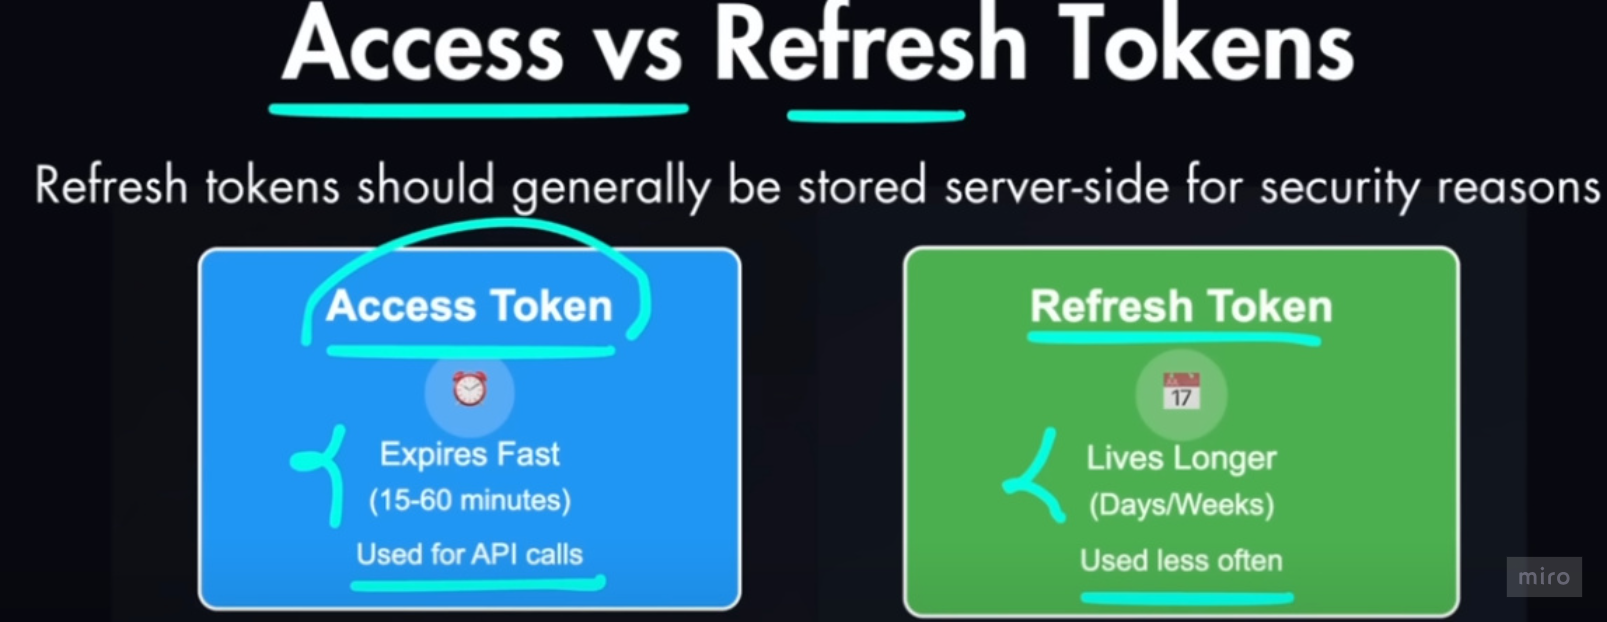 Access vs Refresh Tokens
Refresh tokens should generally be stored server-side for security reasons
Access Token
Expires Fast
(15-60 minutes)
Used for API calls
Refresh Token
17
Lives Longer
(Days/Weeks)
Used less often
miro